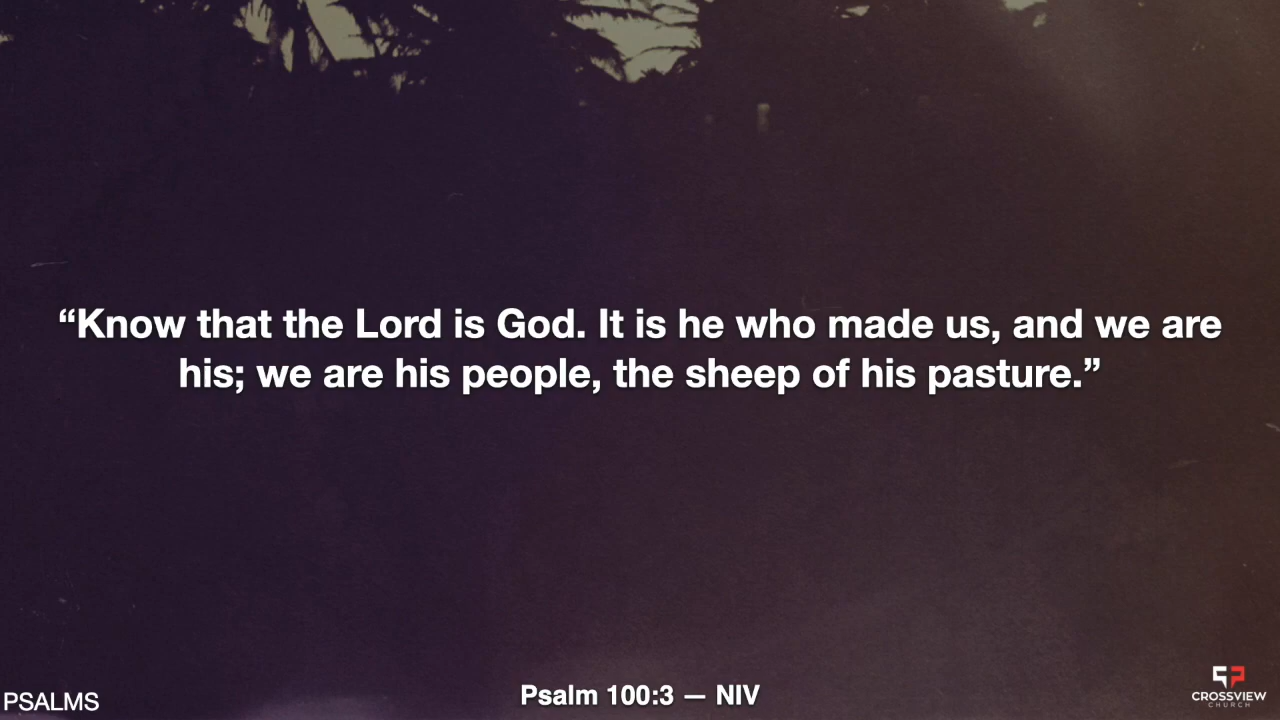 “Know that the Lord is God. It is he who made us, and we are
his; we are his people, the sheep of his pasture.”
PSALMS
Psalm 100:3 — NIV
CROSSVIEW
CHURCH